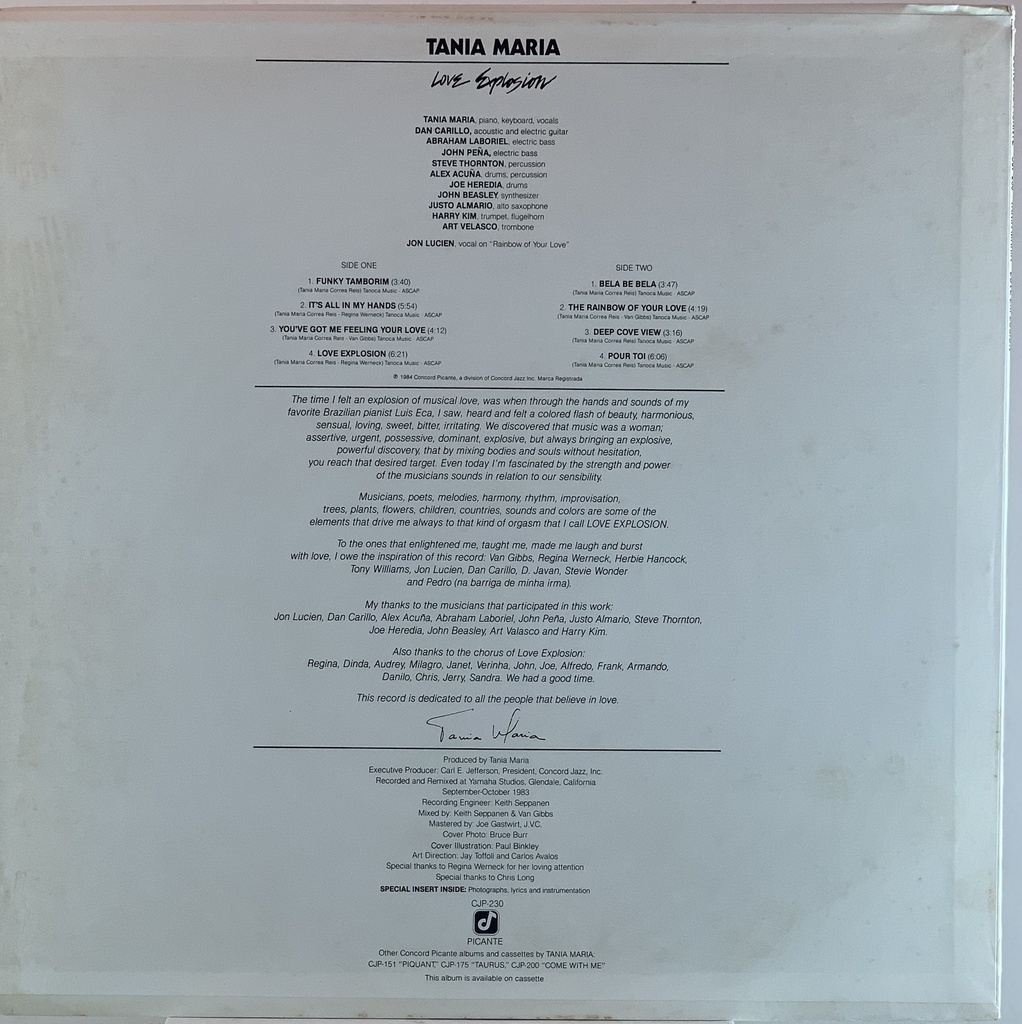 TANIA MARIA
Love Explosion
TANIA MARIA, piano, keyboard, vocals
DAN CARILLO, acoustic and electric guitar
ABRAHAM LABORIEL, electric bass
JOHN PEÑA, electric bass
STEVE THORNTON, percussion
ALEX ACUÑA, drums, percussion
JOE HEREDIA, drums
JOHN BEASLEY, synthesizer
JUSTO ALMARIO, alto saxophone
HARRY KIM, trumpet, flugelhorn
ART VELASCO, trombone
JON LUCIEN, vocal on "Rainbow of Your Love"
SIDE ONE
1. FUNKY TAMBORIM (3:40)
(Tania Maria Correa Reis) Tanoca Music - ASCAP
2. IT'S ALL IN MY HANDS (5:54)
(Tania Maria Correa Reis - Regina Werneck) Tanoca Music - ASCAP
3. YOU'VE GOT ME FEELING YOUR LOVE (4:12)
(Tania Maria Correa Reis - Van Gibbs) Tanoca Music - ASCAP
4. LOVE EXPLOSION (6:21)
(Tania Maria Correa Reis - Regina Werneck) Tanoca Music - ASCAP
SIDE TWO
1. BELA BE BELA (3:47)
(Tania Maria Correa Reis) Tanoca Music - ASCAP
2. THE RAINBOW OF YOUR LOVE (4:19)
(Tania Maria Correa Reis - Van Gibbs) Tanoca Music - ASCAP
3. DEEP COVE VIEW (3:16)
(Tania Maria Correa Reis) Tanoca Music - ASCAP
4. POUR TOI (6:06)
(Tania Maria Correa Reis) Tanoca Music - ASCAP
℗ 1984 Concord Picante, a division of Concord Jazz Inc. Marca Registrada
The time I felt an explosion of musical love, was when through the hands and sounds of my
favorite Brazilian pianist Luis Eca, I saw, heard and felt a colored flash of beauty, harmonious,
sensual, loving, sweet, bitter, irritating. We discovered that music was a woman;
assertive, urgent, possessive, dominant, explosive, but always bringing an explosive,
powerful discovery, that by mixing bodies and souls without hesitation,
you reach that desired target. Even today I'm fascinated by the strength and power
of the musicians sounds in relation to our sensibility.
Musicians, poets, melodies, harmony, rhythm, improvisation,
trees, plants, flowers, children, countries, sounds and colors are some of the
elements that drive me always to that kind of orgasm that I call LOVE EXPLOSION.
To the ones that enlightened me, taught me, made me laugh and burst
with love, I owe the inspiration of this record: Van Gibbs, Regina Werneck, Herbie Hancock,
Tony Williams, Jon Lucien, Dan Carillo, D. Javan, Stevie Wonder
and Pedro (na barriga de minha irma).
My thanks to the musicians that participated in this work:
Jon Lucien, Dan Carillo, Alex Acuña, Abraham Laboriel, John Peña, Justo Almario, Steve Thornton,
Joe Heredia, John Beasley, Art Valasco and Harry Kim.
Also thanks to the chorus of Love Explosion:
Regina, Dinda, Audrey, Milagro, Janet, Verinha, John, Joe, Alfredo, Frank, Armando,
Danilo, Chris, Jerry, Sandra. We had a good time.
This record is dedicated to all the people that believe in love.
Tania Maria
Produced by Tania Maria
Executive Producer: Carl E. Jefferson, President, Concord Jazz, Inc.
Recorded and Remixed at Yamaha Studios, Glendale, California
September-October 1983
Recording Engineer: Keith Seppanen
Mixed by: Keith Seppanen & Van Gibbs
Mastered by: Joe Gastwirt, J.V.C.
Cover Photo: Bruce Burr
Cover Illustration: Paul Binkley
Art Direction: Jay Toffoli and Carlos Avalos
Special thanks to Regina Werneck for her loving attention
Special thanks to Chris Long
SPECIAL INSERT INSIDE: Photographs, lyrics and instrumentation
CJP-230
PICANTE
Other Concord Picante albums and cassettes by TANIA MARIA:
CJP-151 "PIQUANT," CJP-175 "TAURUS," CJP-200 "COME WITH ME"
This album is available on cassette